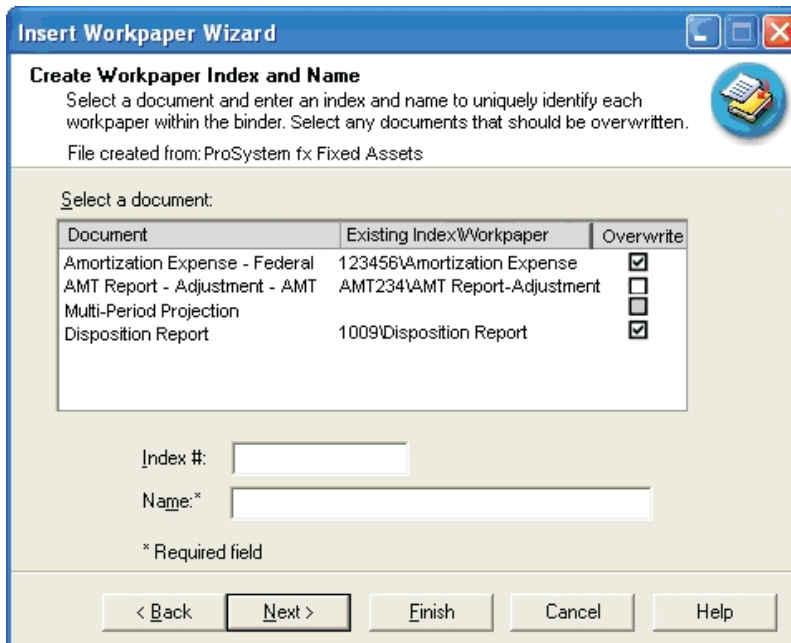 Insert Workpaper Wizard
Create Workpaper Index and Name
Select a document and enter an index and name to uniquely identify each
workpaper within the binder. Select any documents that should be overwritten.
File created from: ProSystem fx Fixed Assets
Select a document:
Document Existing Index\Workpaper Overwrite
Amortization Expense - Federal 123456\Amortization Expense
AMT Report - Adjustment - AMT AMT234\AMT Report-Adjustment
Multi-Period Projection
Disposition Report 1009\Disposition Report
Index #:
Name:*
* Required field
< Back Next > Finish Cancel Help